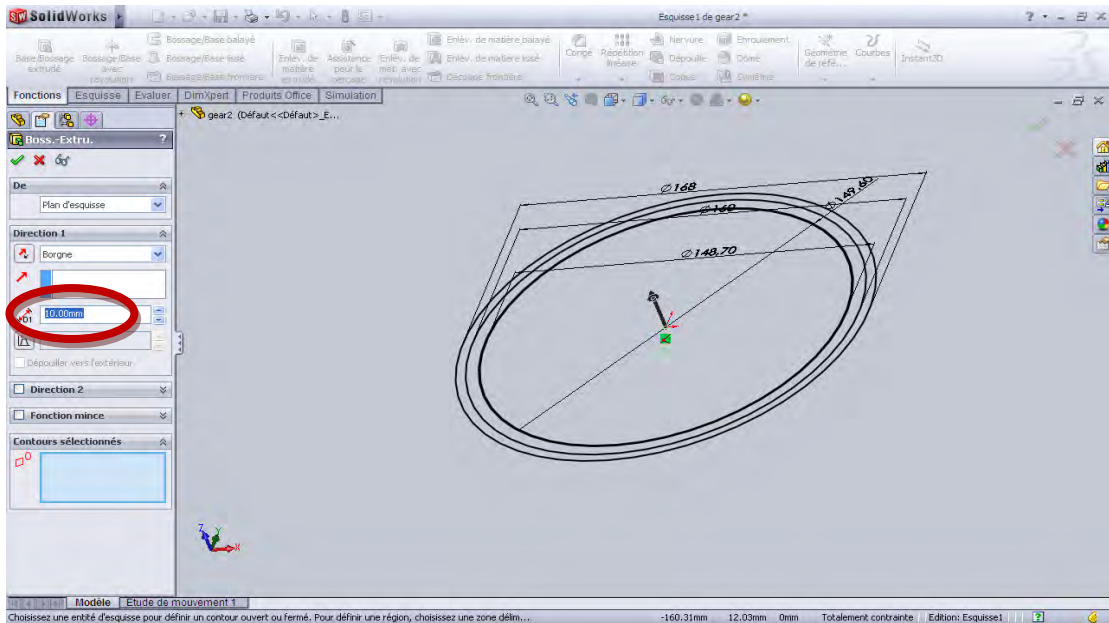 SolidWorks
Esquisse1 de gear2 *
Base/Bossage extrudé
Bossage/Base avec révolution
Bossage/Base balayé
Bossage/Base lissé
Bossage/Base frontière
Enlèv. de matière extrudé
Assistance pour le perçage
Enlèv. de mat. avec révolution
Enlèv. de matière balayé
Enlèv. de matière lissé
Découpe frontière
Congé
Répétition linéaire
Nervure
Dépouille
Coque
Enroulement
Dôme
Symétrie
Géométrie de réfé...
Courbes
Instant3D
Fonctions
Esquisse
Evaluer
DimXpert
Produits Office
Simulation
gear2 (Défaut<<Défaut>_E...
Boss.-Extru.
?
De
Plan d'esquisse
Direction 1
Borgne
D1
10.00mm
Dépouiller vers l'extérieur
Direction 2
Fonction mince
Contours sélectionnés
∅168
∅160
∅149.60
∅148.70
Z
Y
X
Modèle
Etude de mouvement 1
Choisissez une entité d'esquisse pour définir un contour ouvert ou fermé. Pour définir une région, choisissez une zone délim...
-160.31mm
12.03mm
0mm
Totalement contrainte
Edition: Esquisse1
?